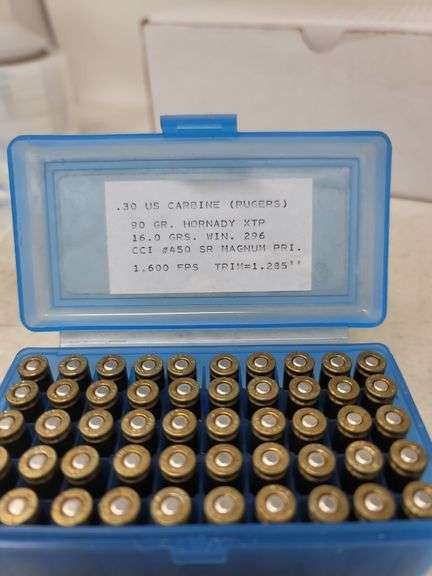 .30 US CARBINE (RUGERS)
90 GR. HORNADY XTP
16.0 GRS. WIN. 296
CCI #450 SR MAGNUM PRI.
1,600 FPS TRIM=1.285''